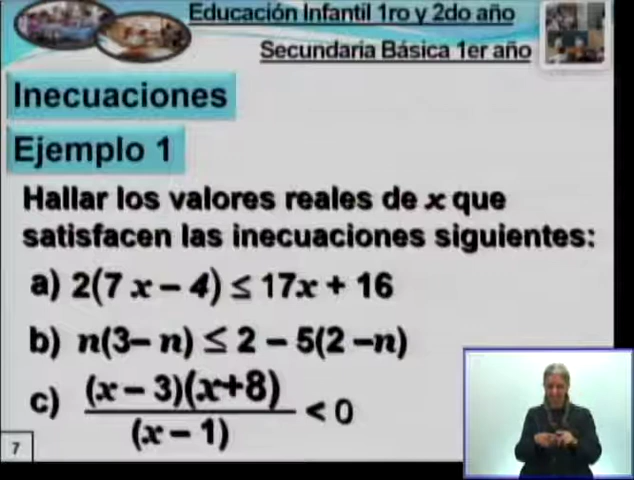 Educación Infantil 1ro y 2do año
Secundaria Básica 1er año
Inecuaciones
Ejemplo 1
Hallar los valores reales de x que
satisfacen las inecuaciones siguientes:
a) 2(7x – 4) ≤ 17x + 16
b) n(3– n) ≤ 2 – 5(2 –n)
c) (x – 3)(x+8)
(x – 1) < 0
7